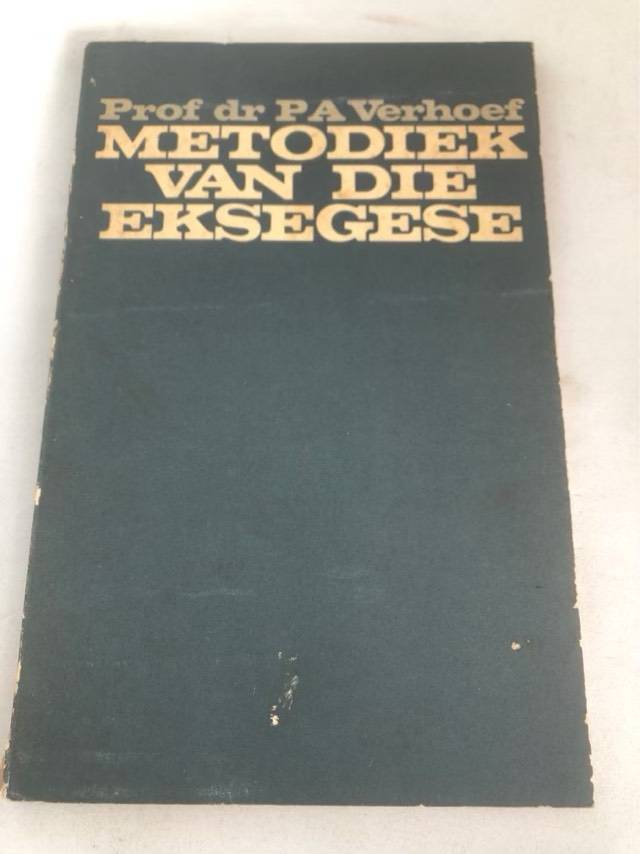 Prof dr P A Verhoef
METODIEK
VAN DIE
EKSEGESE